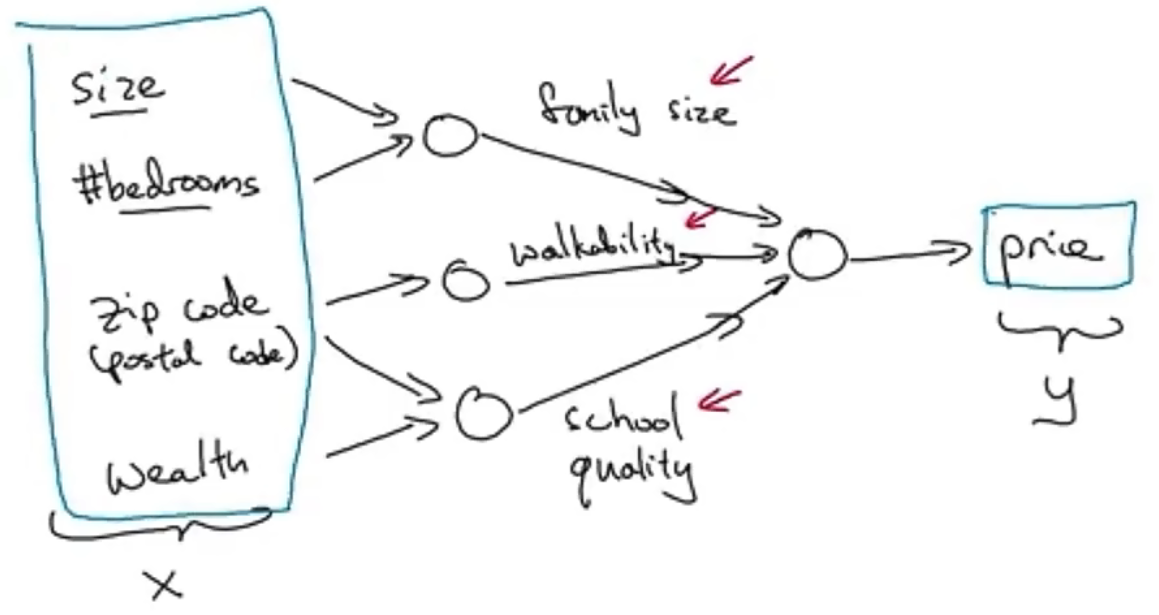 size
#bedrooms
zip code
(postal code)
wealth
X
family size
walkability
school
quality
price
y